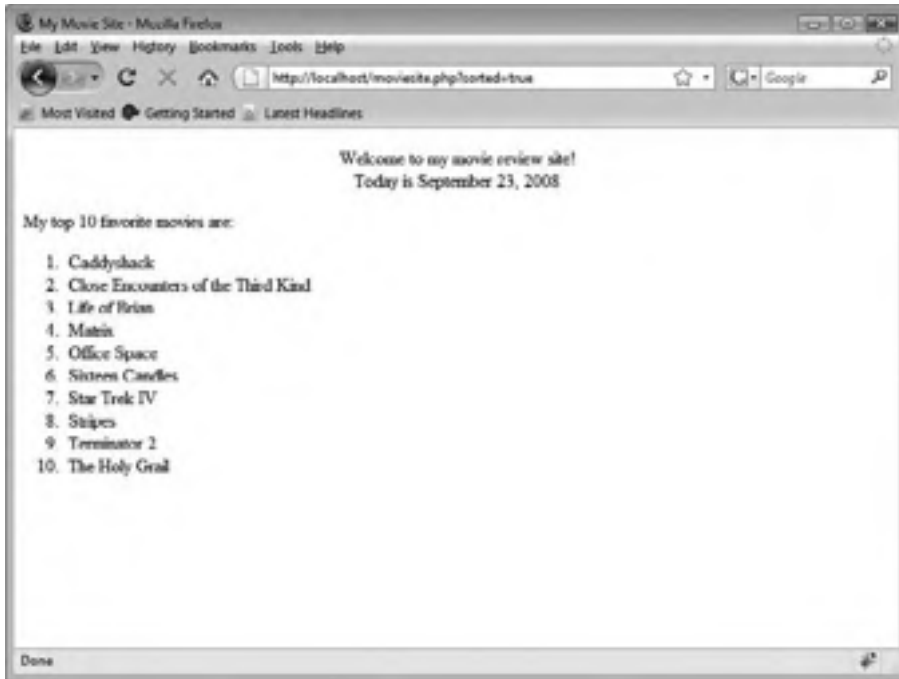 My Movie Site - Mozilla Firefox
File Edit View History Bookmarks Tools Help
http://localhost/moviesite.php?sorted=true
Google
Most Visited Getting Started Latest Headlines
Welcome to my movie review site!
Today is September 23, 2008
My top 10 favorite movies are:
1. Caddyshack
2. Close Encounters of the Third Kind
3. Life of Brian
4. Matrix
5. Office Space
6. Sixteen Candles
7. Star Trek IV
8. Stripes
9. Terminator 2
10. The Holy Grail
Done